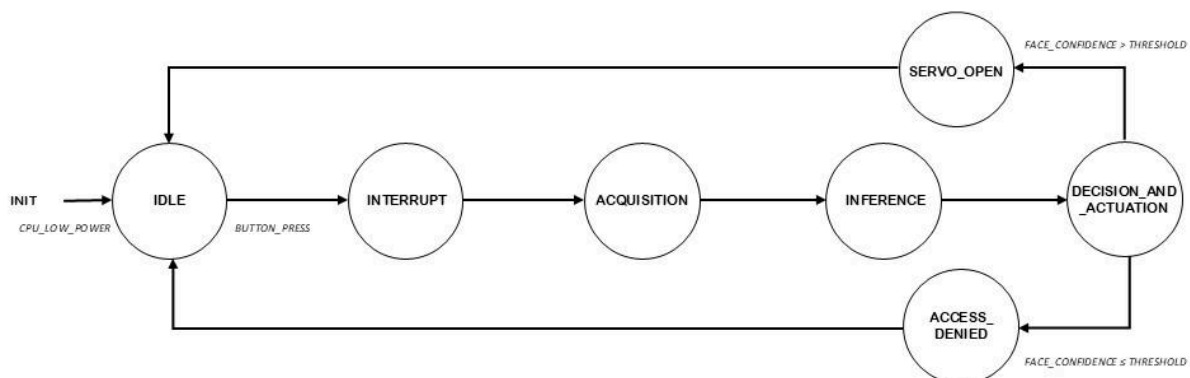 FACE_CONFIDENCE > THRESHOLD
SERVO_OPEN
INIT
CPU_LOW_POWER
IDLE
BUTTON_PRESS
INTERRUPT
ACQUISITION
INFERENCE
DECISION_AND
_ACTUATION
ACCESS_
DENIED
FACE_CONFIDENCE ≤ THRESHOLD